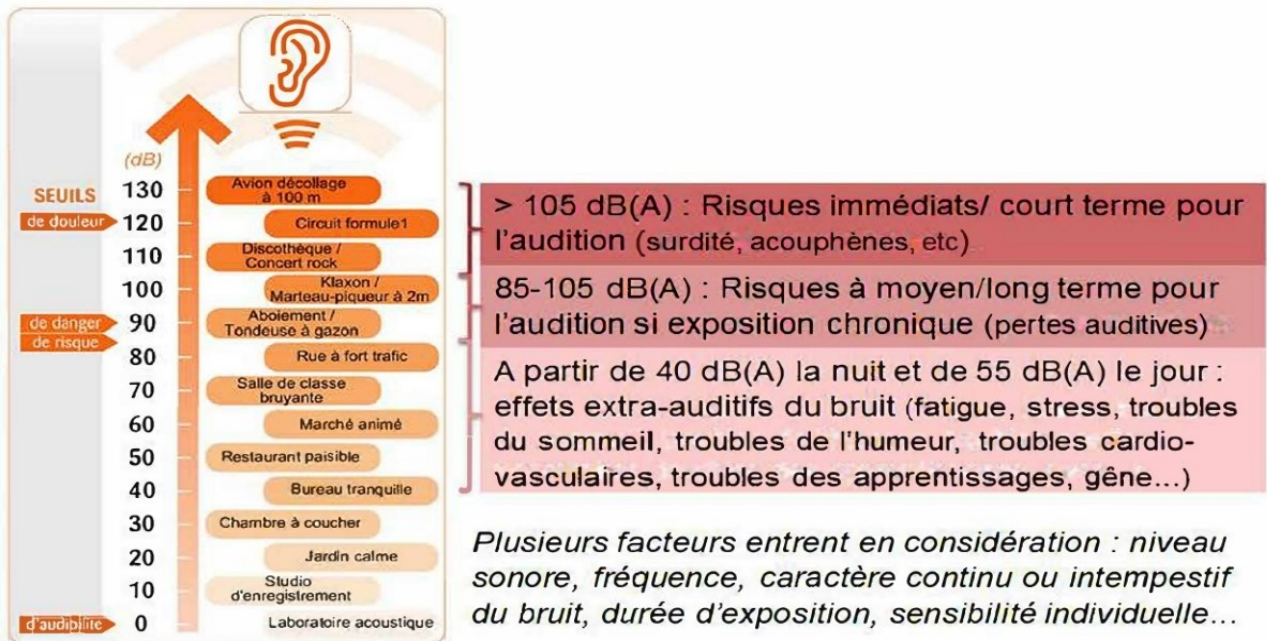 (dB)
SEUILS
130
Avion décollage
à 100 m
de douleur
120
Circuit formule1
110
Discothèque /
Concert rock
100
Klaxon /
Marteau-piqueur à 2m
de danger
90
Aboiement /
Tondeuse à gazon
de risque
80
Rue à fort trafic
70
Salle de classe
bruyante
60
Marché animé
50
Restaurant paisible
40
Bureau tranquille
30
Chambre à coucher
20
Jardin calme
10
Studio
d'enregistrement
d'audibilité
0
Laboratoire acoustique
> 105 dB(A) : Risques immédiats/ court terme pour
l'audition (surdité, acouphènes, etc)
85-105 dB(A) : Risques à moyen/long terme pour
l'audition si exposition chronique (pertes auditives)
A partir de 40 dB(A) la nuit et de 55 dB(A) le jour :
effets extra-auditifs du bruit (fatigue, stress, troubles
du sommeil, troubles de l'humeur, troubles cardio-
vasculaires, troubles des apprentissages, gêne...)
Plusieurs facteurs entrent en considération : niveau
sonore, fréquence, caractère continu ou intempestif
du bruit, durée d'exposition, sensibilité individuelle...